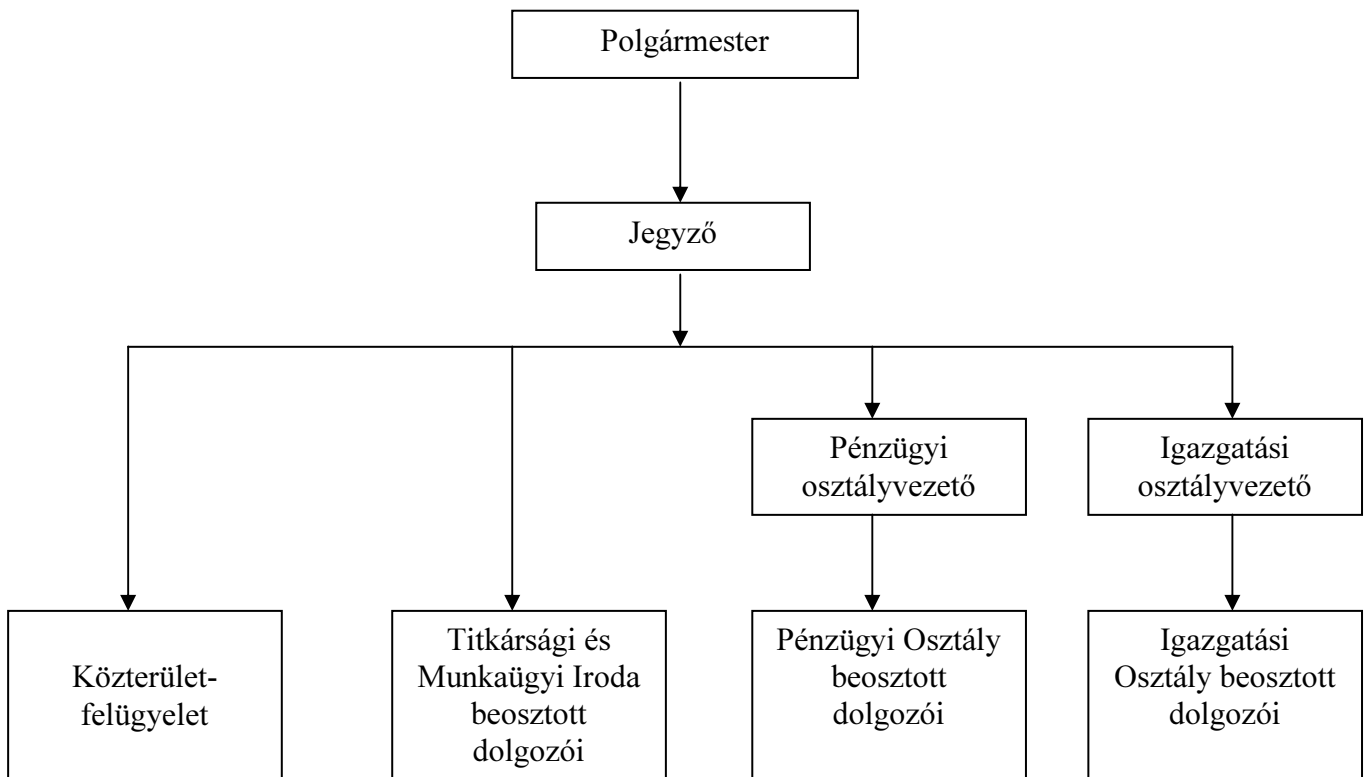 Polgármester
Jegyző
Pénzügyi
osztályvezető
Igazgatási
osztályvezető
Közterület-
felügyelet
Titkársági és
Munkaügyi Iroda
beosztott
dolgozói
Pénzügyi Osztály
beosztott
dolgozói
Igazgatási
Osztály beosztott
dolgozói